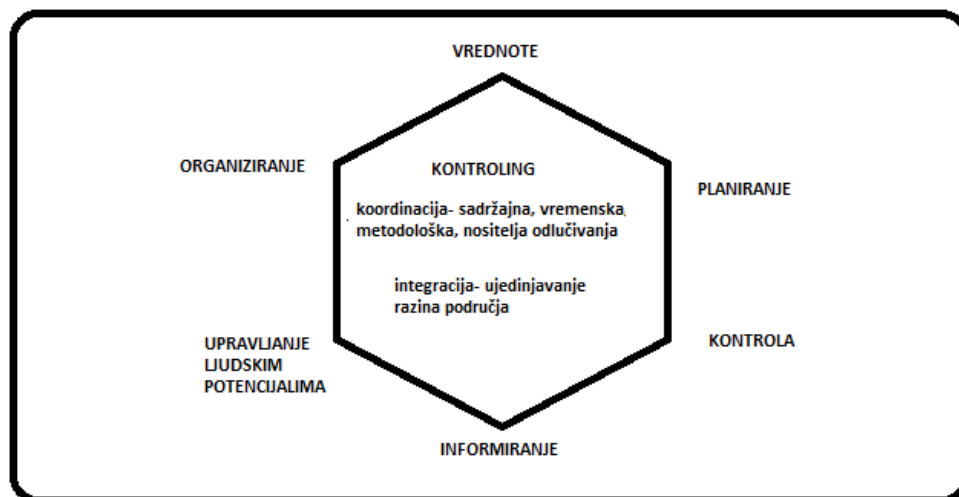 VREDNOTE
ORGANIZIRANJE
KONTROLING
PLANIRANJE
koordinacija- sadržajna, vremenska,
metodološka, nositelja odlučivanja
integracija- ujedinjavanje
razina područja
UPRAVLJANJE
LJUDSKIM
POTENCIJALIMA
KONTROLA
INFORMIRANJE